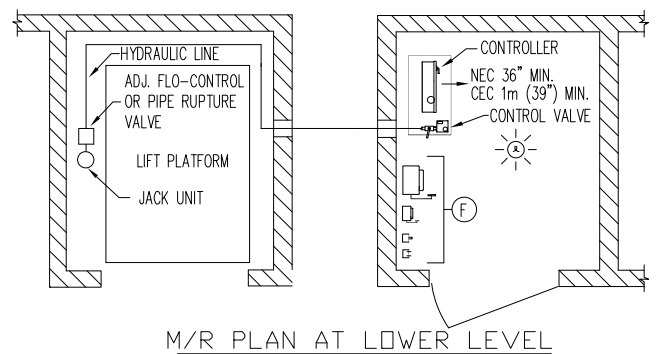 HYDRAULIC LINE
ADJ. FLO-CONTROL
OR PIPE RUPTURE
VALVE
LIFT PLATFORM
JACK UNIT
CONTROLLER
NEC 36" MIN.
CEC 1m (39") MIN.
CONTROL VALVE
F
M/R PLAN AT LOWER LEVEL